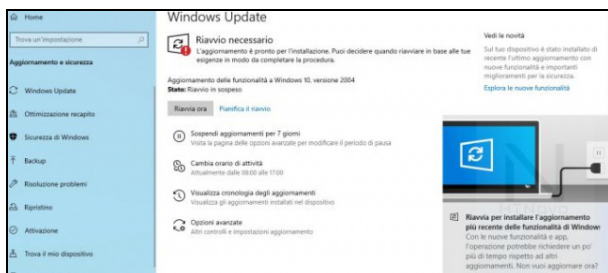 Home
Trova un'impostazione
Aggiornamento e sicurezza
Windows Update
Ottimizzazione recapito
Sicurezza di Windows
Backup
Risoluzione problemi
Ripristino
Attivazione
Trova il mio dispositivo
Windows Update
Riavvio necessario
L'aggiornamento è pronto per l'installazione. Puoi decidere quando riavviare in base alle tue
esigenze in modo da completare la procedura.
Aggiornamento delle funzionalità a Windows 10, versione 2004
Stato: Riavvio in sospeso
Riavvia ora
Pianifica il riavvio
Sospendi aggiornamenti per 7 giorni
Visita la pagina delle opzioni avanzate per modificare il periodo di pausa
Cambia orario di attività
Attualmente dalle 08:00 alle 17:00
Visualizza cronologia degli aggiornamenti
Visualizza gli aggiornamenti installati nel dispositivo
Opzioni avanzate
Altri controlli e impostazioni aggiornamento
Vedi le novità
Sul tuo dispositivo è stato installato di
recente l'ultimo aggiornamento con
nuove funzionalità e importanti
miglioramenti per la sicurezza.
Esplora le nuove funzionalità
HTNOVO
Riavvia per installare l'aggiornamento
più recente delle funzionalità di Window
Con le nuove funzionalità e app,
l'operazione potrebbe richiedere un po'
più di tempo rispetto ad altri
aggiornamenti. Non vuoi aggiornare ora?